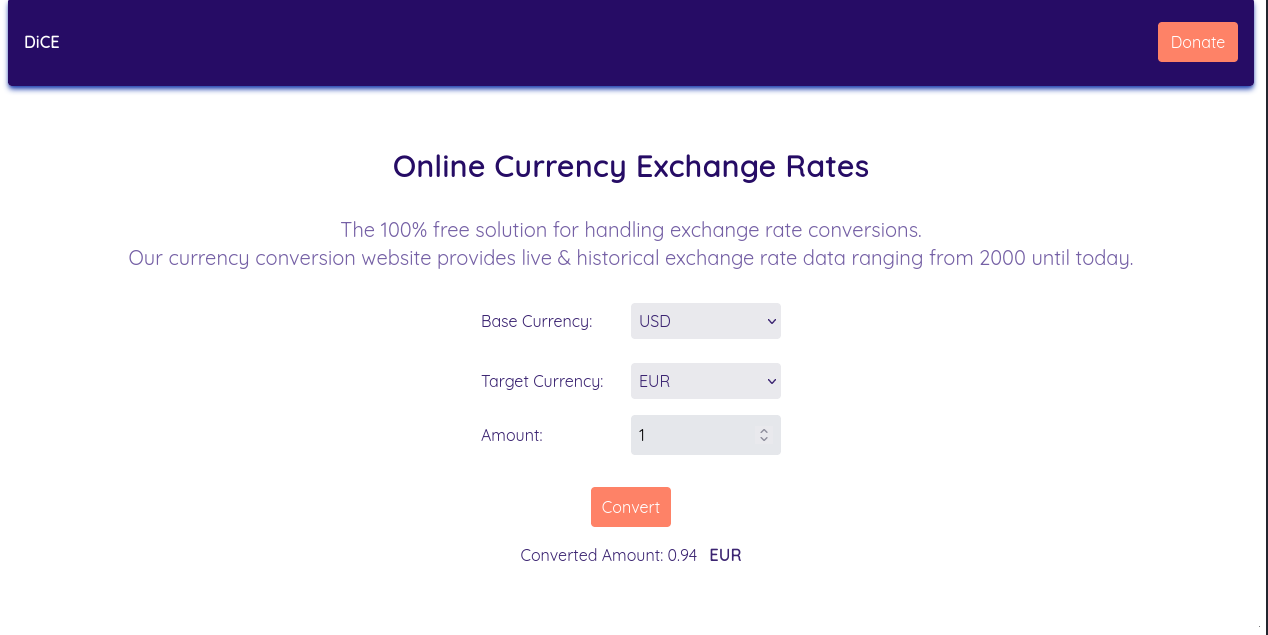 DiCE
Donate
Online Currency Exchange Rates
The 100% free solution for handling exchange rate conversions.
Our currency conversion website provides live & historical exchange rate data ranging from 2000 until today.
Base Currency: USD
Target Currency: EUR
Amount: 1
Convert
Converted Amount: 0.94 EUR